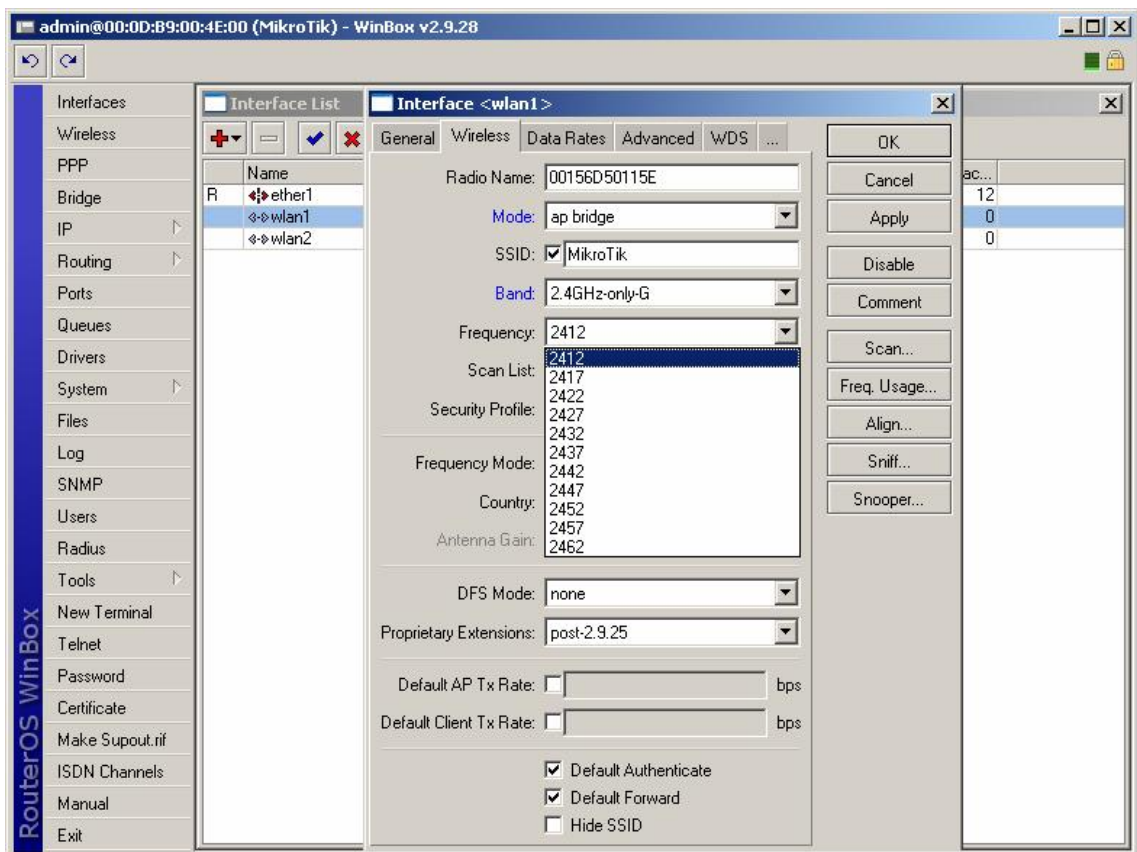 admin@00:0D:B9:00:4E:00 (MikroTik) - WinBox v2.9.28
RouterOS WinBox
Interfaces
Wireless
PPP
Bridge
IP
Routing
Ports
Queues
Drivers
System
Files
Log
SNMP
Users
Radius
Tools
New Terminal
Telnet
Password
Certificate
Make Supout.rif
ISDN Channels
Manual
Exit
Interface List
Name
ac...
R ether1 12
wlan1 0
wlan2 0
Interface <wlan1>
General Wireless Data Rates Advanced WDS ...
Radio Name: 00156D50115E
Mode: ap bridge
SSID: MikroTik
Band: 2.4GHz-only-G
Frequency: 2412
2412
2417
2422
2427
2432
2437
2442
2447
2452
2457
2462
Scan List:
Security Profile:
Frequency Mode:
Country:
Antenna Gain:
DFS Mode: none
Proprietary Extensions: post-2.9.25
Default AP Tx Rate: bps
Default Client Tx Rate: bps
Default Authenticate
Default Forward
Hide SSID
OK
Cancel
Apply
Disable
Comment
Scan...
Freq. Usage...
Align...
Sniff...
Snooper...